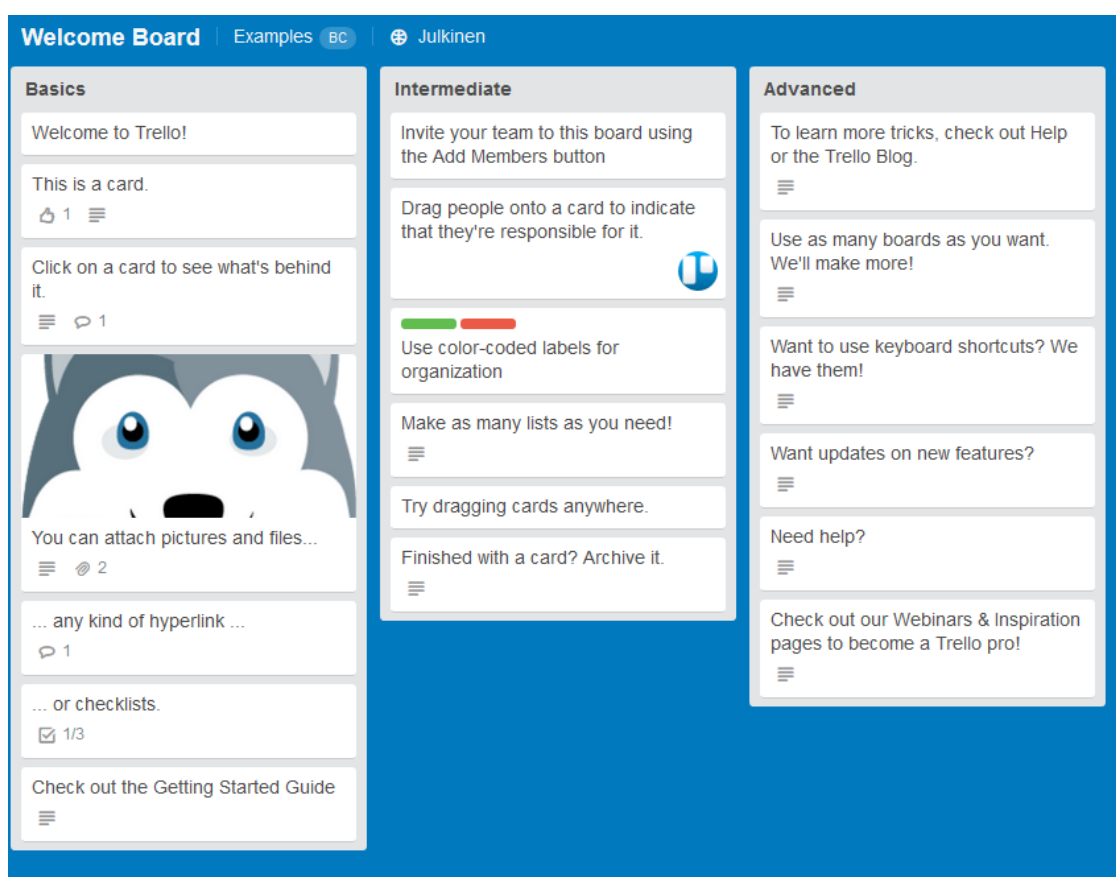 Welcome Board
Examples BC
Julkinen
Basics
Welcome to Trello!
This is a card.
1
Click on a card to see what's behind
it.
1
You can attach pictures and files...
2
... any kind of hyperlink ...
1
... or checklists.
1/3
Check out the Getting Started Guide
Intermediate
Invite your team to this board using
the Add Members button
Drag people onto a card to indicate
that they're responsible for it.
Use color-coded labels for
organization
Make as many lists as you need!
Try dragging cards anywhere.
Finished with a card? Archive it.
Advanced
To learn more tricks, check out Help
or the Trello Blog.
Use as many boards as you want.
We'll make more!
Want to use keyboard shortcuts? We
have them!
Want updates on new features?
Need help?
Check out our Webinars & Inspiration
pages to become a Trello pro!